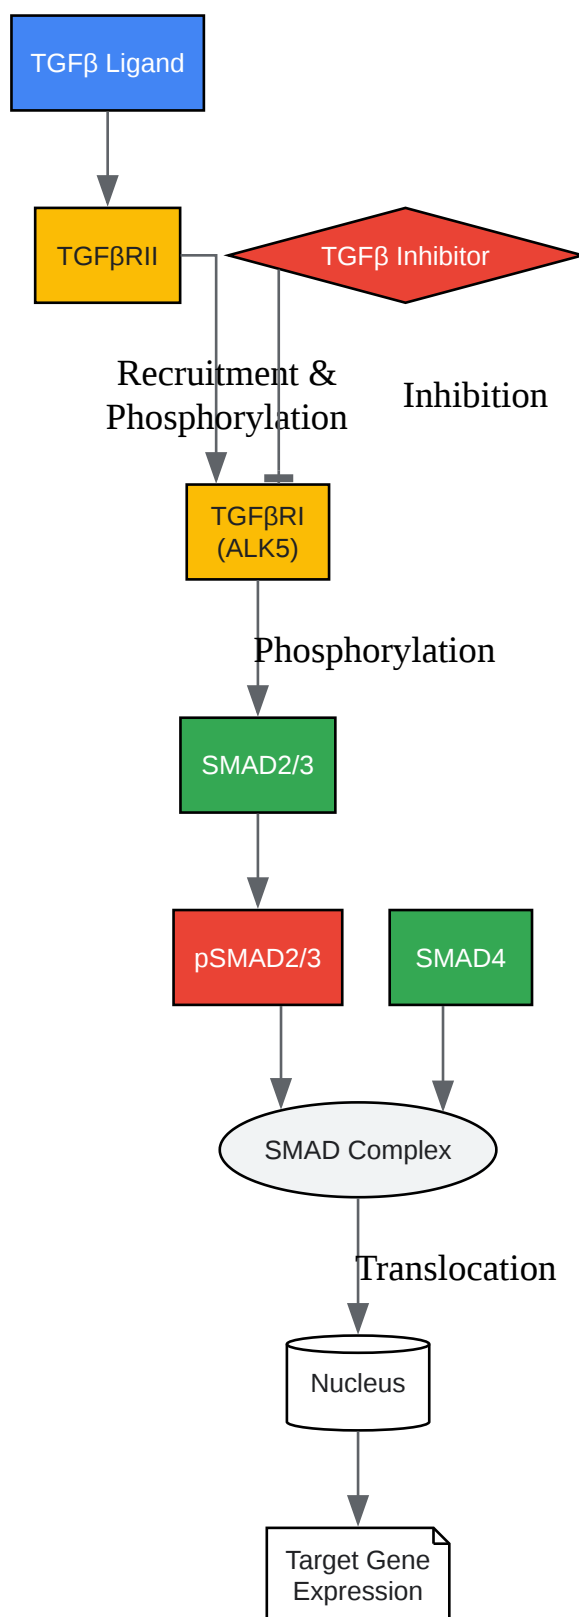 TGFβ Ligand
TGFβRII
TGFβ Inhibitor
Recruitment &
Phosphorylation
Inhibition
TGFβRI
(ALK5)
Phosphorylation
SMAD2/3
pSMAD2/3
SMAD4
SMAD Complex
Translocation
Nucleus
Target Gene
Expression